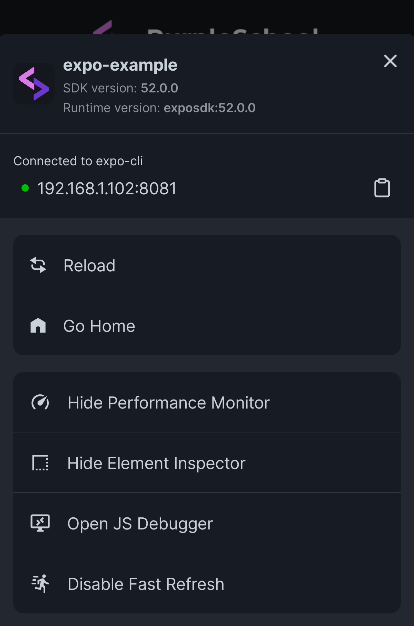 PurpleSchool
expo-example
SDK version: 52.0.0
Runtime version: exposdk:52.0.0
Connected to expo-cli
192.168.1.102:8081
Reload
Go Home
Hide Performance Monitor
Hide Element Inspector
Open JS Debugger
Disable Fast Refresh